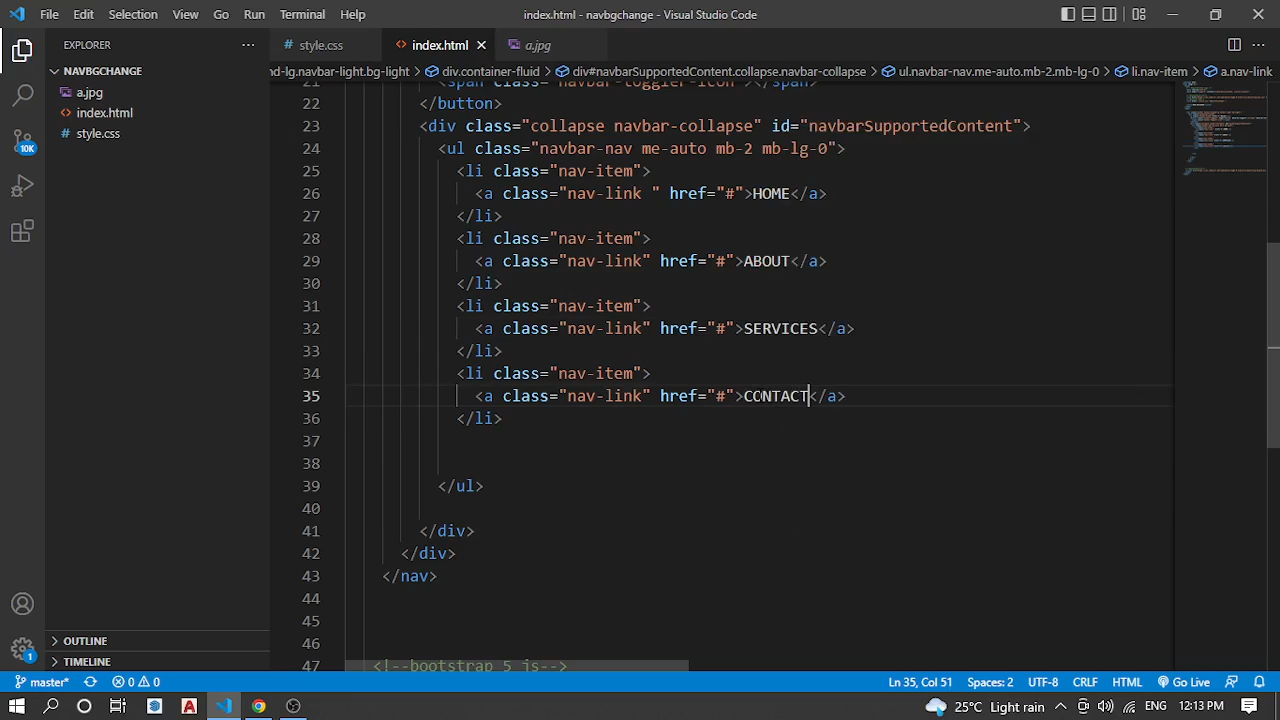 File Edit Selection View Go Run Terminal Help index.html - navbgchange - Visual Studio Code
EXPLORER
style.css index.html a.jpg
nd-lg.navbar-light.bg-light > div.container-fluid > div#navbarSupportedContent.collapse.navbar-collapse > ul.navbar-nav.me-auto.mb-2.mb-lg-0 > li.nav-item > a.nav-link
NAVBGCHANGE
a.jpg
index.html
style.css
21 <span class="navbar-toggler-icon"></span>
22 </button>
23 <div class="collapse navbar-collapse" id="navbarSupportedContent">
24 <ul class="navbar-nav me-auto mb-2 mb-lg-0">
25 <li class="nav-item">
26 <a class="nav-link " href="#">HOME</a>
27 </li>
28 <li class="nav-item">
29 <a class="nav-link" href="#">ABOUT</a>
30 </li>
31 <li class="nav-item">
32 <a class="nav-link" href="#">SERVICES</a>
33 </li>
34 <li class="nav-item">
35 <a class="nav-link" href="#">CONTACT</a>
36 </li>
37
38
39 </ul>
40
41 </div>
42 </div>
43 </nav>
44
45
46
47 <!--bootstrap 5 js-->
10K
OUTLINE
TIMELINE
1
master* 0 0 Ln 35, Col 51 Spaces: 2 UTF-8 CRLF HTML Go Live
25°C Light rain ENG 12:13 PM